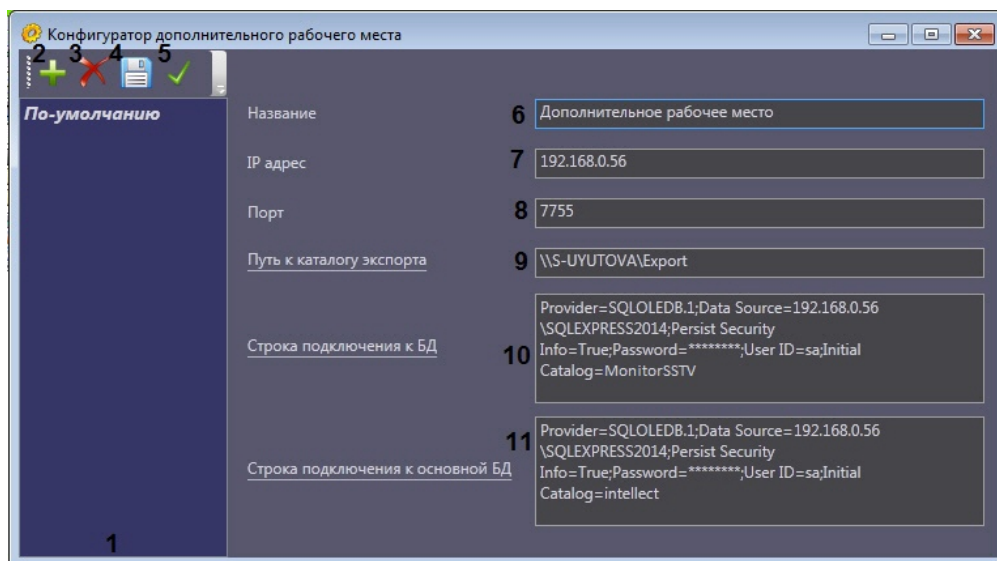 Конфигуратор дополнительного рабочего места
2 3 4 5
По-умолчанию
1
Название
6
Дополнительное рабочее место
IP адрес
7
192.168.0.56
Порт
8
7755
Путь к каталогу экспорта
9
\\S-UYUTOVA\Export
Строка подключения к БД
10
Provider=SQLOLEDB.1;Data Source=192.168.0.56
\SQLEXPRESS2014;Persist Security
Info=True;Password=********;User ID=sa;Initial
Catalog=MonitorSSTV
Строка подключения к основной БД
11
Provider=SQLOLEDB.1;Data Source=192.168.0.56
\SQLEXPRESS2014;Persist Security
Info=True;Password=********;User ID=sa;Initial
Catalog=intellect